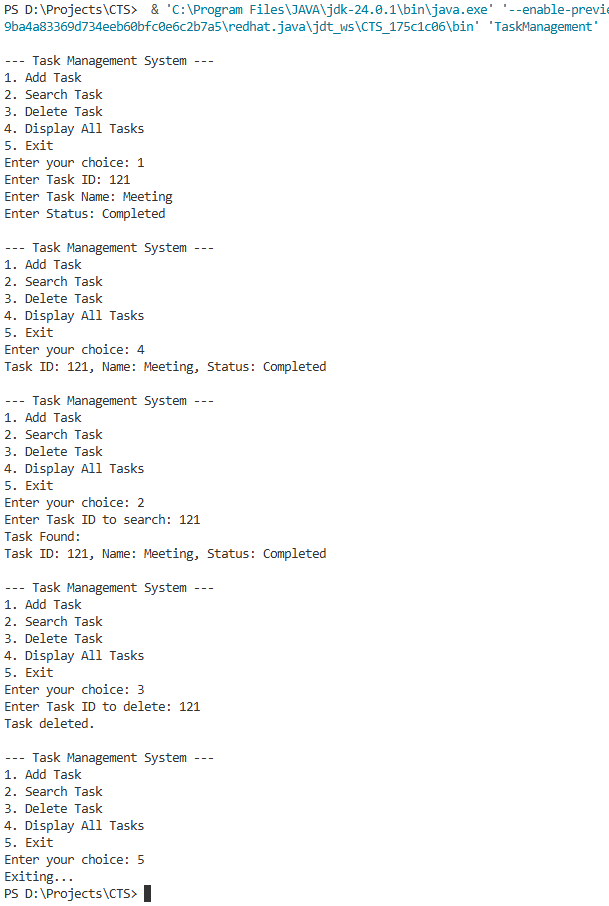 PS D:\Projects\CTS>  & 'C:\Program Files\JAVA\jdk-24.0.1\bin\java.exe' '--enable-previe
9ba4a83369d734eeb60bfc0e6c2b7a5\redhat.java\jdt_ws\CTS_175c1c06\bin' 'TaskManagement'
--- Task Management System ---
1. Add Task
2. Search Task
3. Delete Task
4. Display All Tasks
5. Exit
Enter your choice: 1
Enter Task ID: 121
Enter Task Name: Meeting
Enter Status: Completed
--- Task Management System ---
1. Add Task
2. Search Task
3. Delete Task
4. Display All Tasks
5. Exit
Enter your choice: 4
Task ID: 121, Name: Meeting, Status: Completed
--- Task Management System ---
1. Add Task
2. Search Task
3. Delete Task
4. Display All Tasks
5. Exit
Enter your choice: 2
Enter Task ID to search: 121
Task Found:
Task ID: 121, Name: Meeting, Status: Completed
--- Task Management System ---
1. Add Task
2. Search Task
3. Delete Task
4. Display All Tasks
5. Exit
Enter your choice: 3
Enter Task ID to delete: 121
Task deleted.
--- Task Management System ---
1. Add Task
2. Search Task
3. Delete Task
4. Display All Tasks
5. Exit
Enter your choice: 5
Exiting...
PS D:\Projects\CTS>